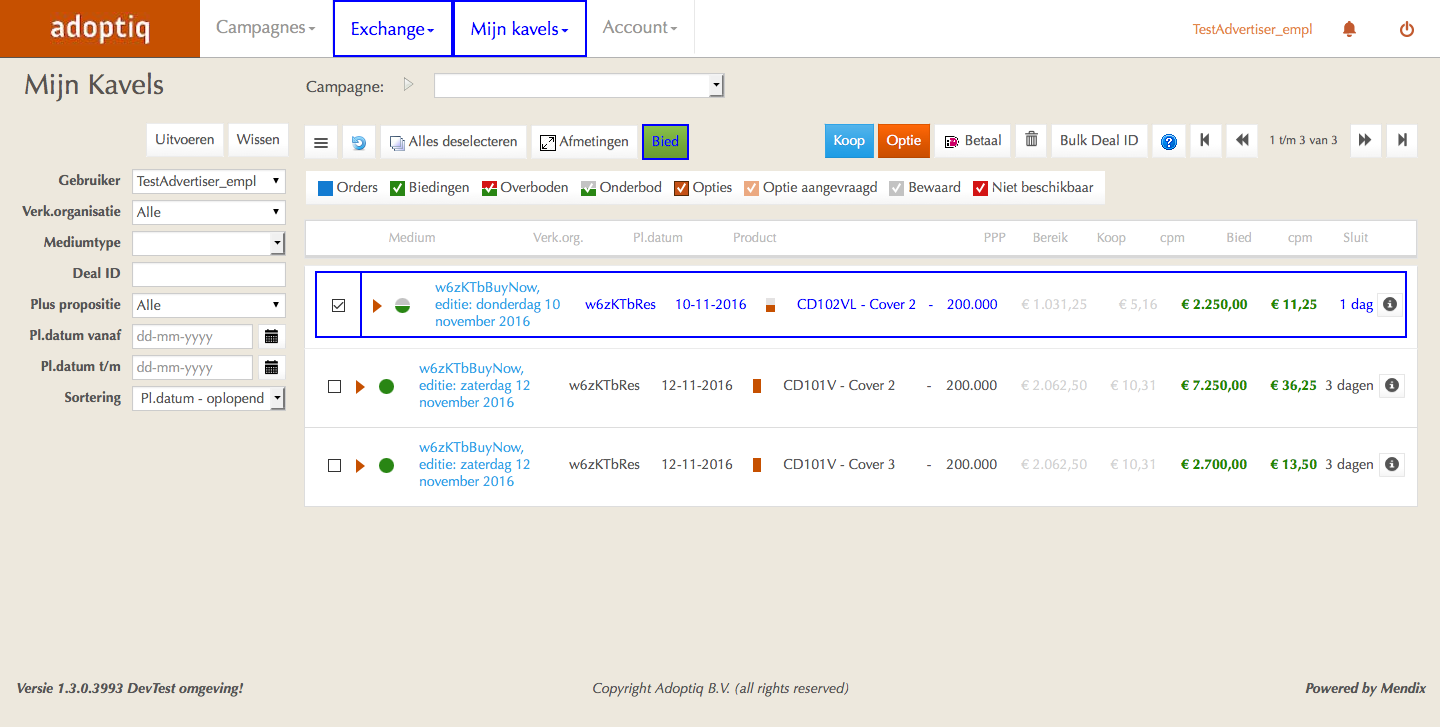 adoptiq Campagnes Exchange Mijn kavels Account TestAdvertiser_empl
Mijn Kavels Campagne:
Uitvoeren Wissen Alles deselecteren Afmetingen Bied Koop Optie Betaal Bulk Deal ID 1 t/m 3 van 3
Gebruiker TestAdvertiser_empl
Verk.organisatie Alle
Mediumtype
Deal ID
Plus propositie Alle
Pl.datum vanaf dd-mm-yyyy
Pl.datum t/m dd-mm-yyyy
Sortering Pl.datum - oplopend
Orders Biedingen Overboden Onderbod Opties Optie aangevraagd Bewaard Niet beschikbaar
Medium Verk.org. Pl.datum Product PPP Bereik Koop cpm Bied cpm Sluit
w6zKTbBuyNow,
editie: donderdag 10 w6zKTbRes 10-11-2016 CD102VL - Cover 2 - 200.000 € 1.031,25 € 5,16 € 2.250,00 € 11,25 1 dag
november 2016
w6zKTbBuyNow,
editie: zaterdag 12 w6zKTbRes 12-11-2016 CD101V - Cover 2 - 200.000 € 2.062,50 € 10,31 € 7.250,00 € 36,25 3 dagen
november 2016
w6zKTbBuyNow,
editie: zaterdag 12 w6zKTbRes 12-11-2016 CD101V - Cover 3 - 200.000 € 2.062,50 € 10,31 € 2.700,00 € 13,50 3 dagen
november 2016
Versie 1.3.0.3993 DevTest omgeving! Copyright Adoptiq B.V. (all rights reserved) Powered by Mendix